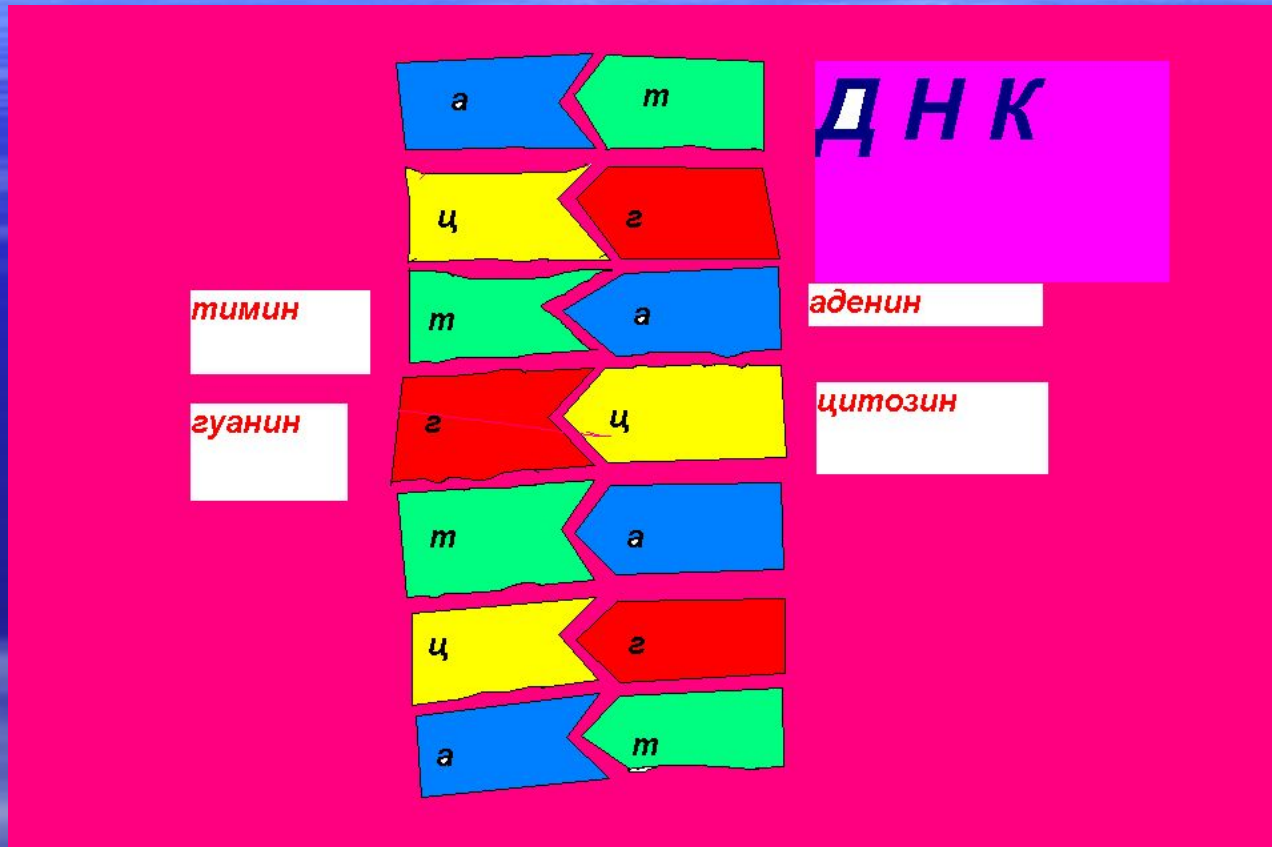 а т
Д Н К
ц г
тимин
т а
аденин
гуанин
г ц
цитозин
т а
ц г
а т